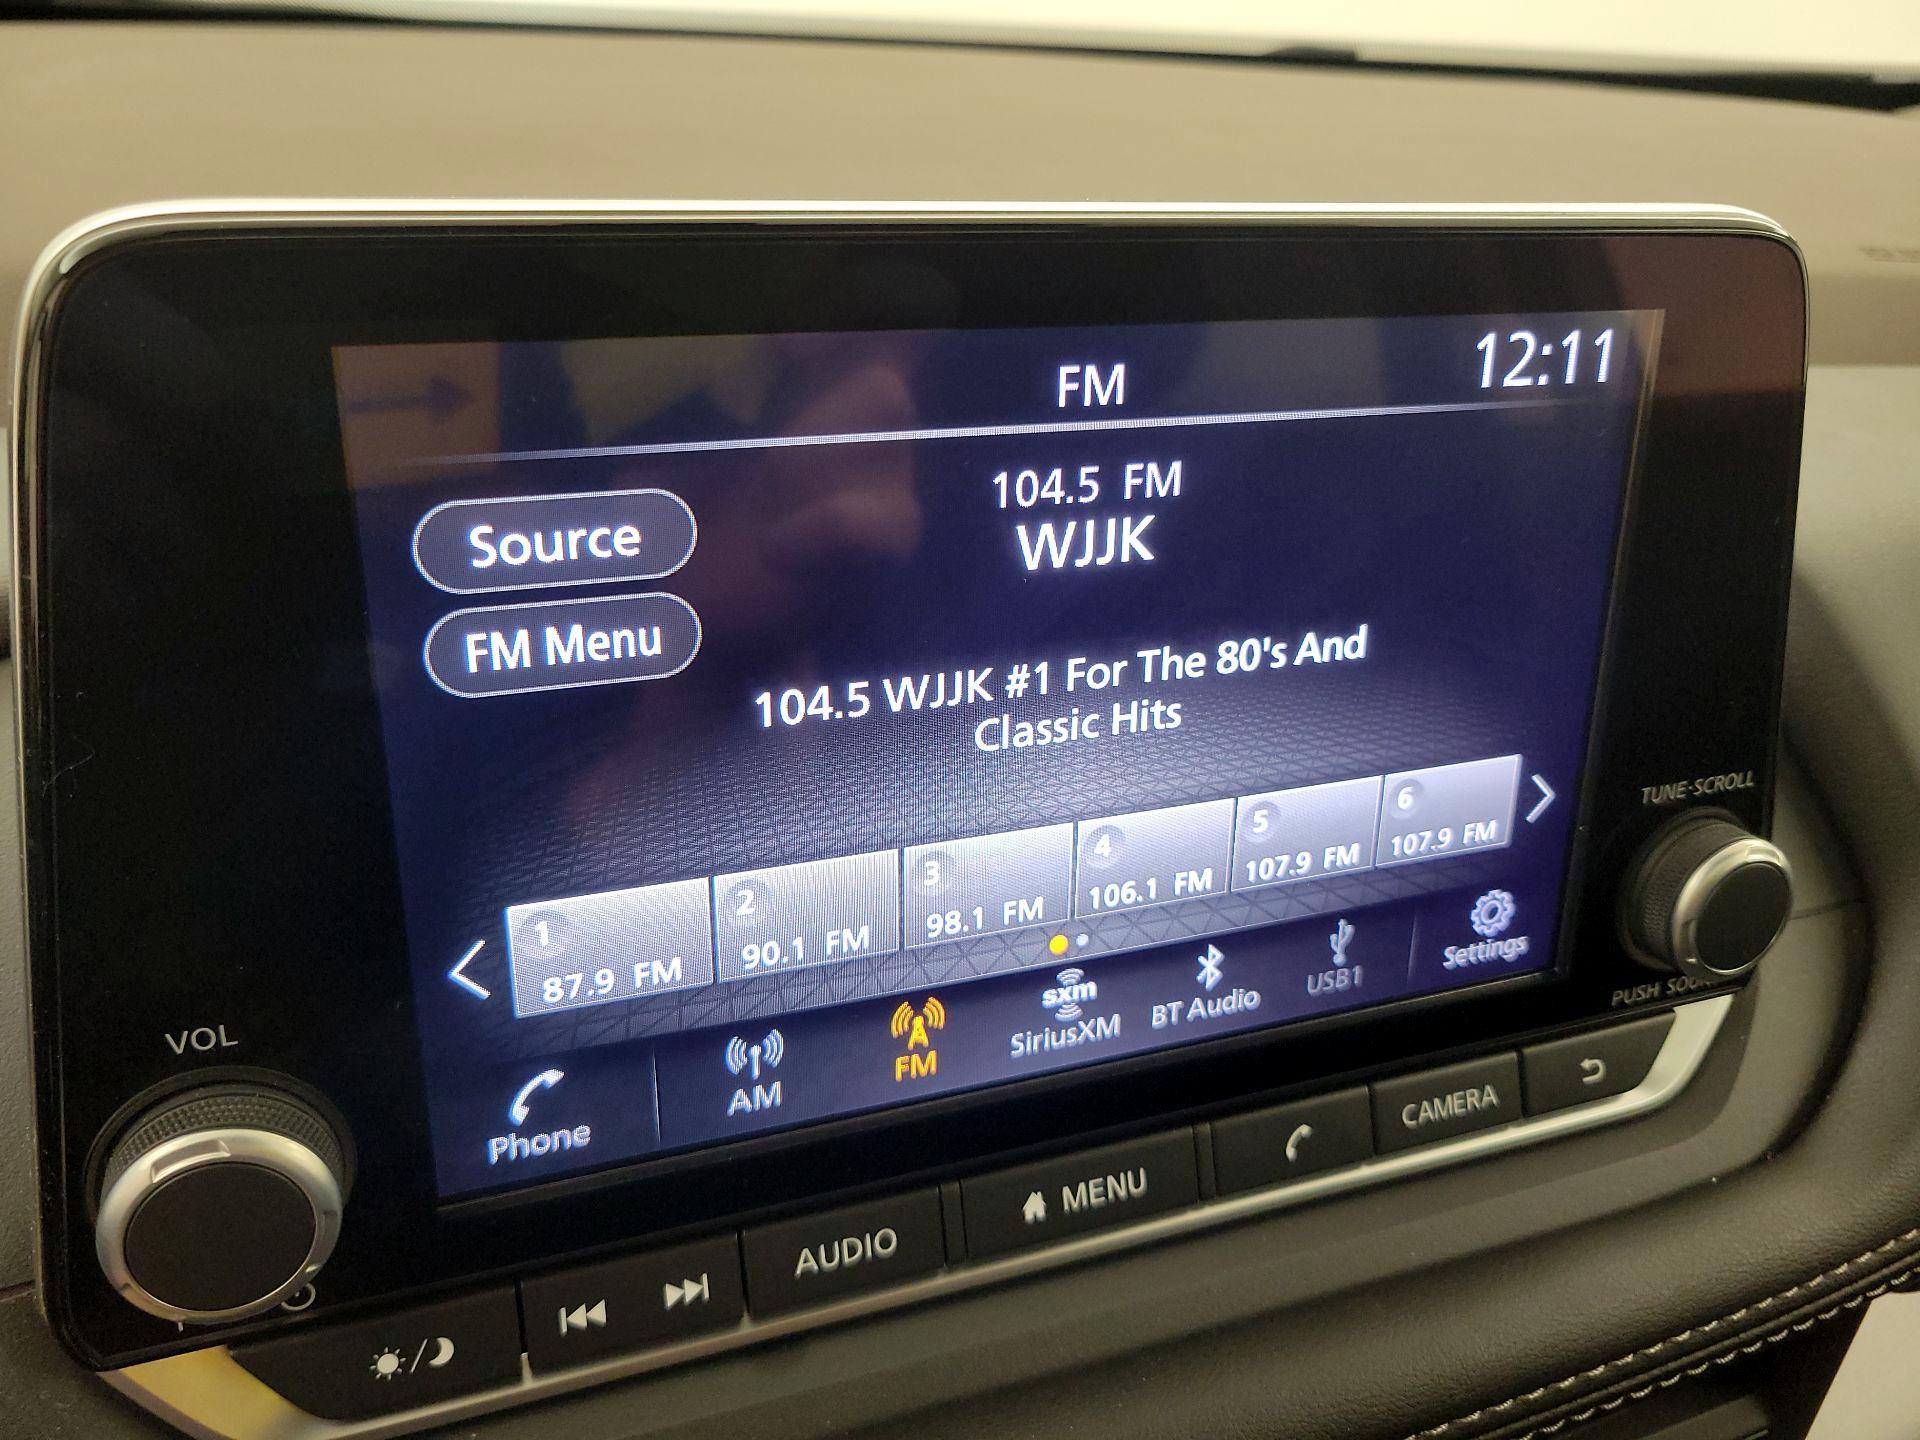 FM
12:11
104.5 FM
WJJK
Source
FM Menu
104.5 WJJK #1 For The 80's And
Classic Hits
1
87.9 FM
2
90.1 FM
3
98.1 FM
4
106.1 FM
5
107.9 FM
6
107.9 FM
Phone
AM
FM
sxm
SiriusXM
BT Audio
USB1
Settings
VOL
TUNE·SCROLL
PUSH
AUDIO
MENU
CAMERA